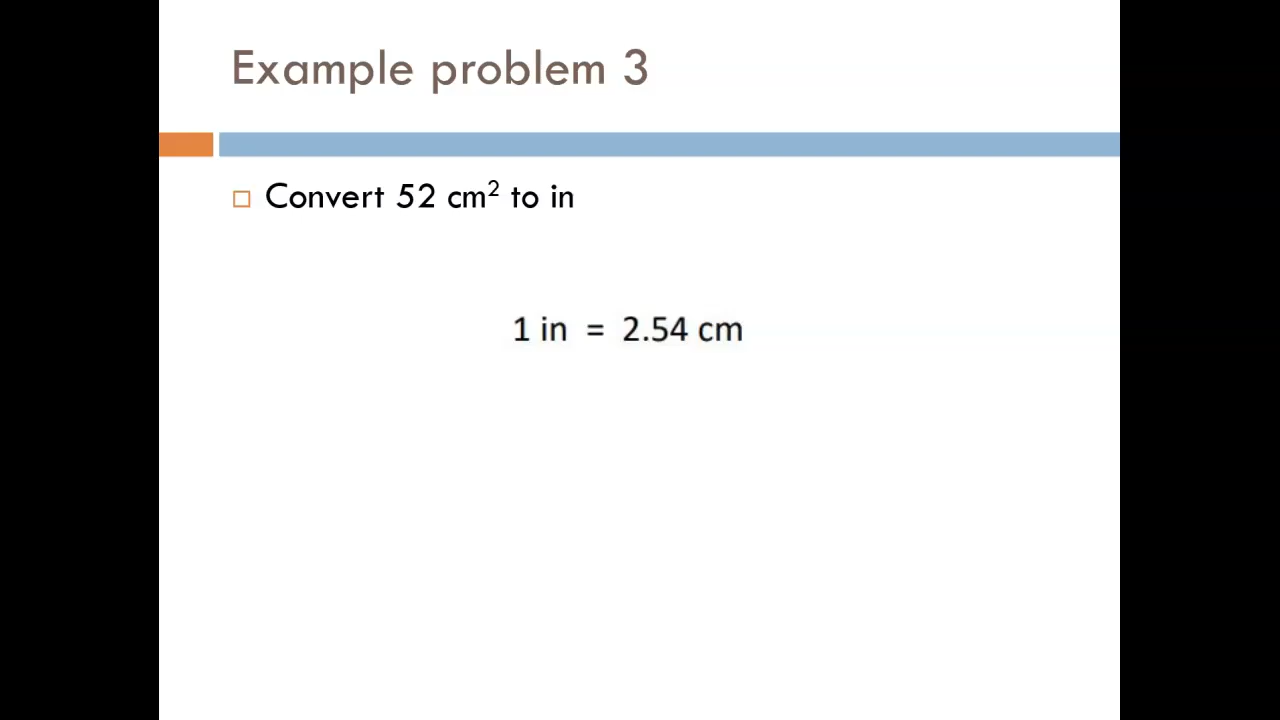 Example problem 3
Convert 52 cm² to in
1 in = 2.54 cm